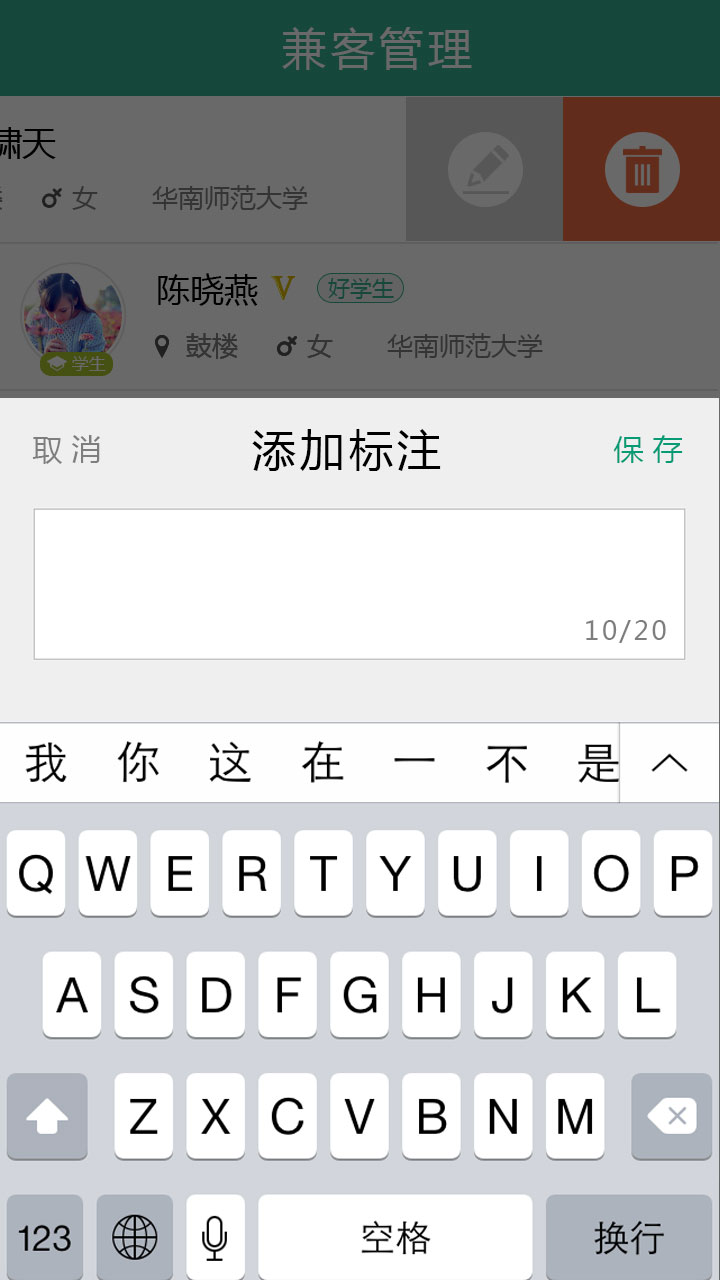 兼客管理
啸天
女 华南师范大学
陈晓燕 V 好学生
学生 鼓楼 女 华南师范大学
取消 添加标注 保存
10/20
我 你 这 在 一 不 是
Q W E R T Y U I O P
A S D F G H J K L
Z X C V B N M
123 空格 换行